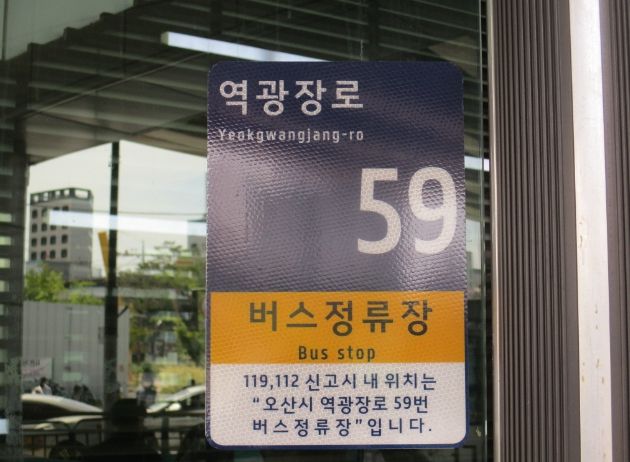 역광장로
Yeokgwangjang-ro
59
버스정류장
Bus stop
119,112 신고시 내 위치는
“오산시 역광장로 59번
버스정류장”입니다.